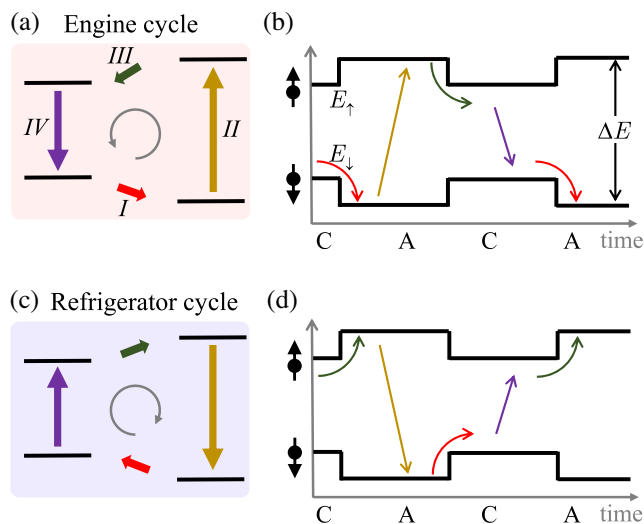 (a) Engine cycle
III
IV
II
I
(b)
E↑
E↓
ΔE
C A C A time
(c) Refrigerator cycle
(d)
C A C A time